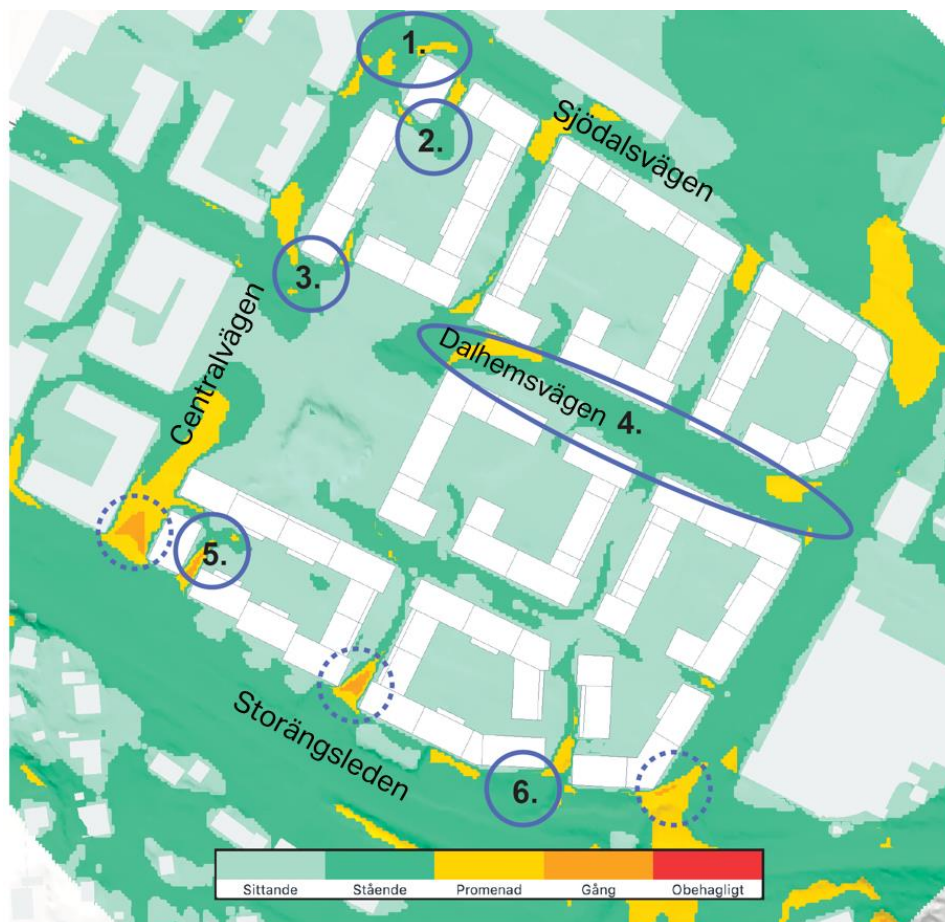 1.
2.
Sjödalsvägen
3.
Centralvägen
Dalhemsvägen 4.
5.
Storängsleden
6.
Sittande Stående Promenad Gång Obehagligt